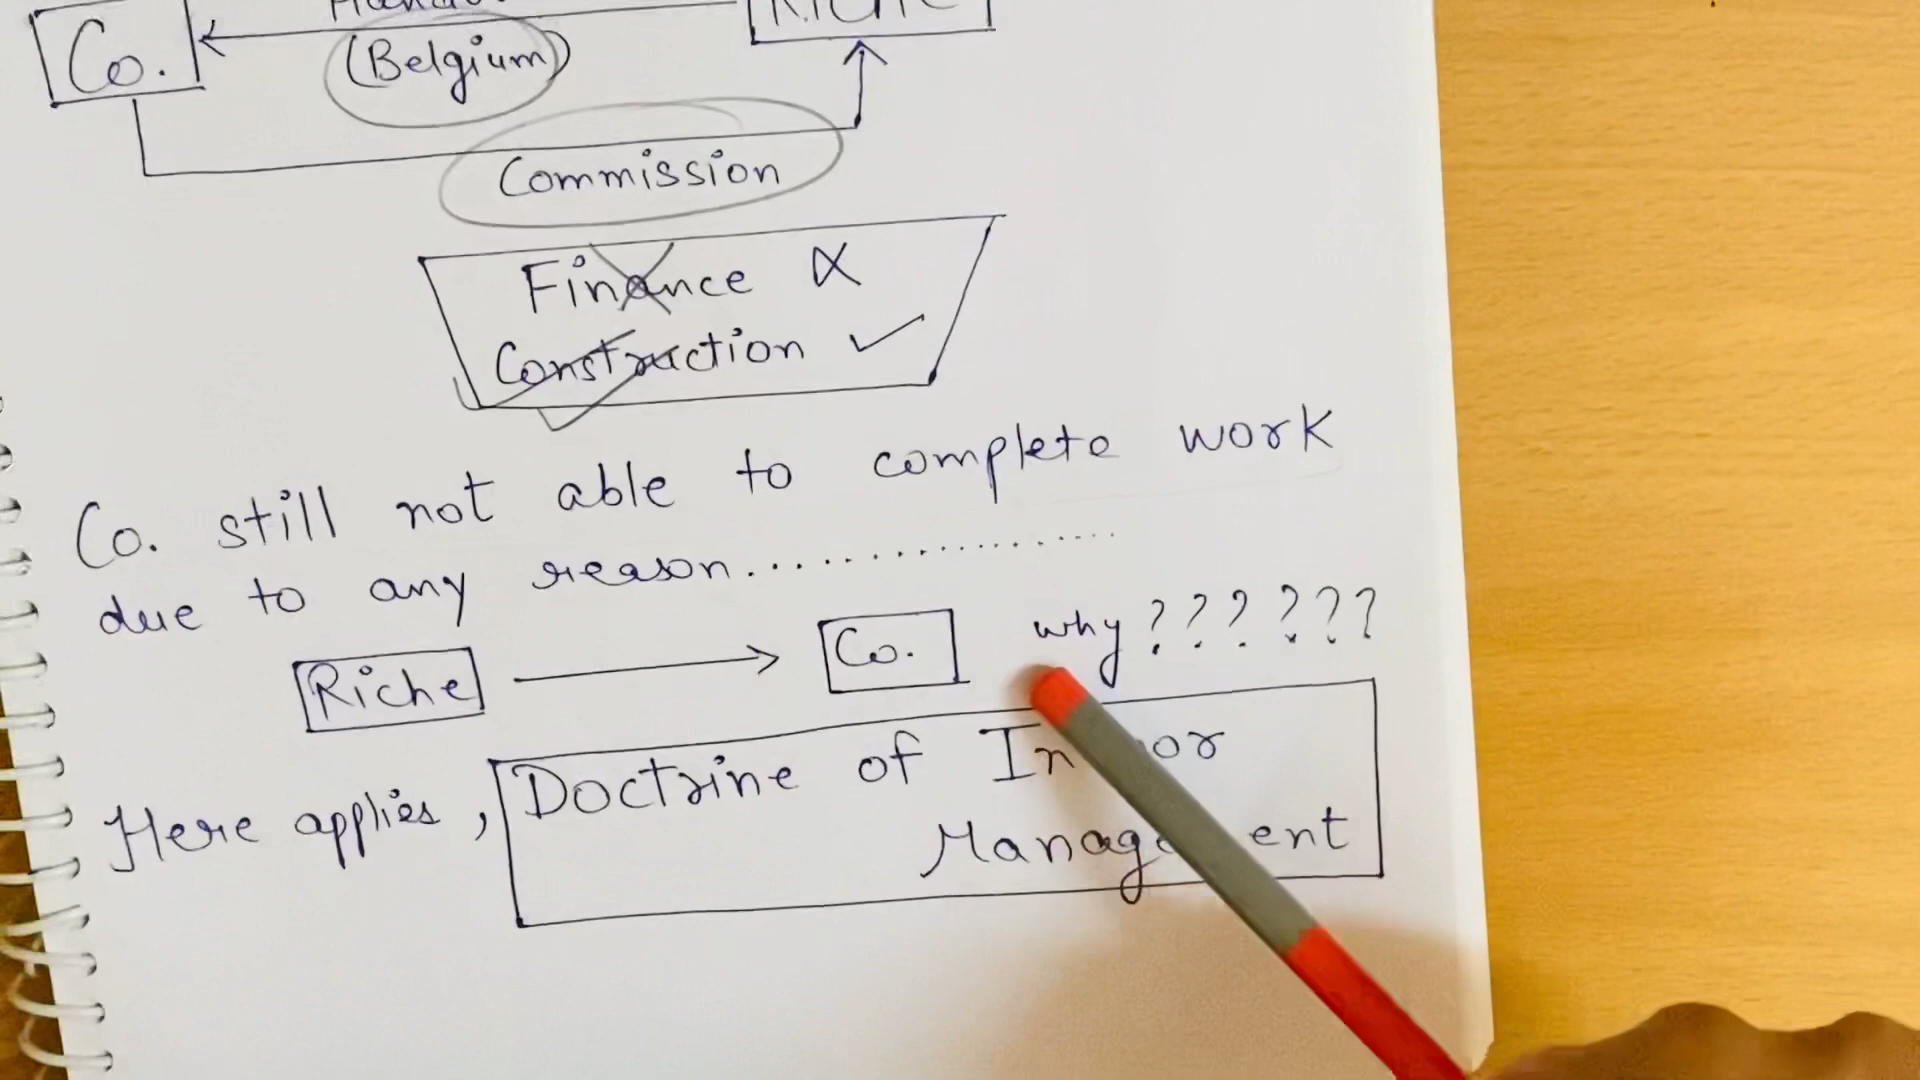 Co.
Riche
(Belgium)
Commission
Finance X
Construction ✓
Co. still not able to complete work
due to any reason..................
Riche → Co. why??????
Here applies, Doctrine of